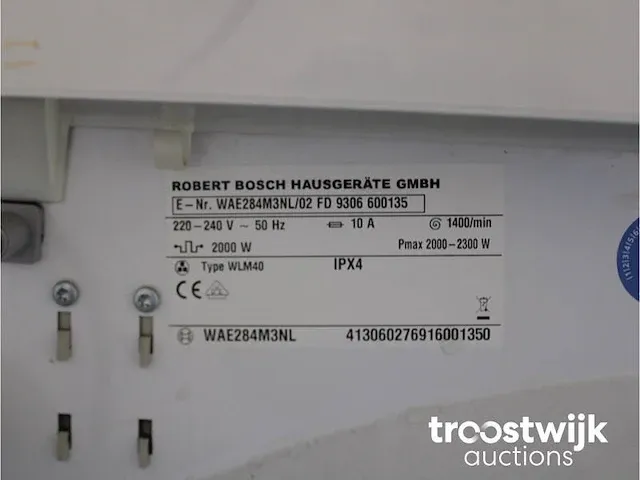 ROBERT BOSCH HAUSGERÄTE GMBH
E-Nr. WAE284M3NL/02 FD 9306 600135
220-240 V ~ 50 Hz 10 A 1400/min
2000 W Pmax 2000-2300 W
Type WLM40 IPX4
CE
WAE284M3NL 413060276916001350
troostwijk
auctions